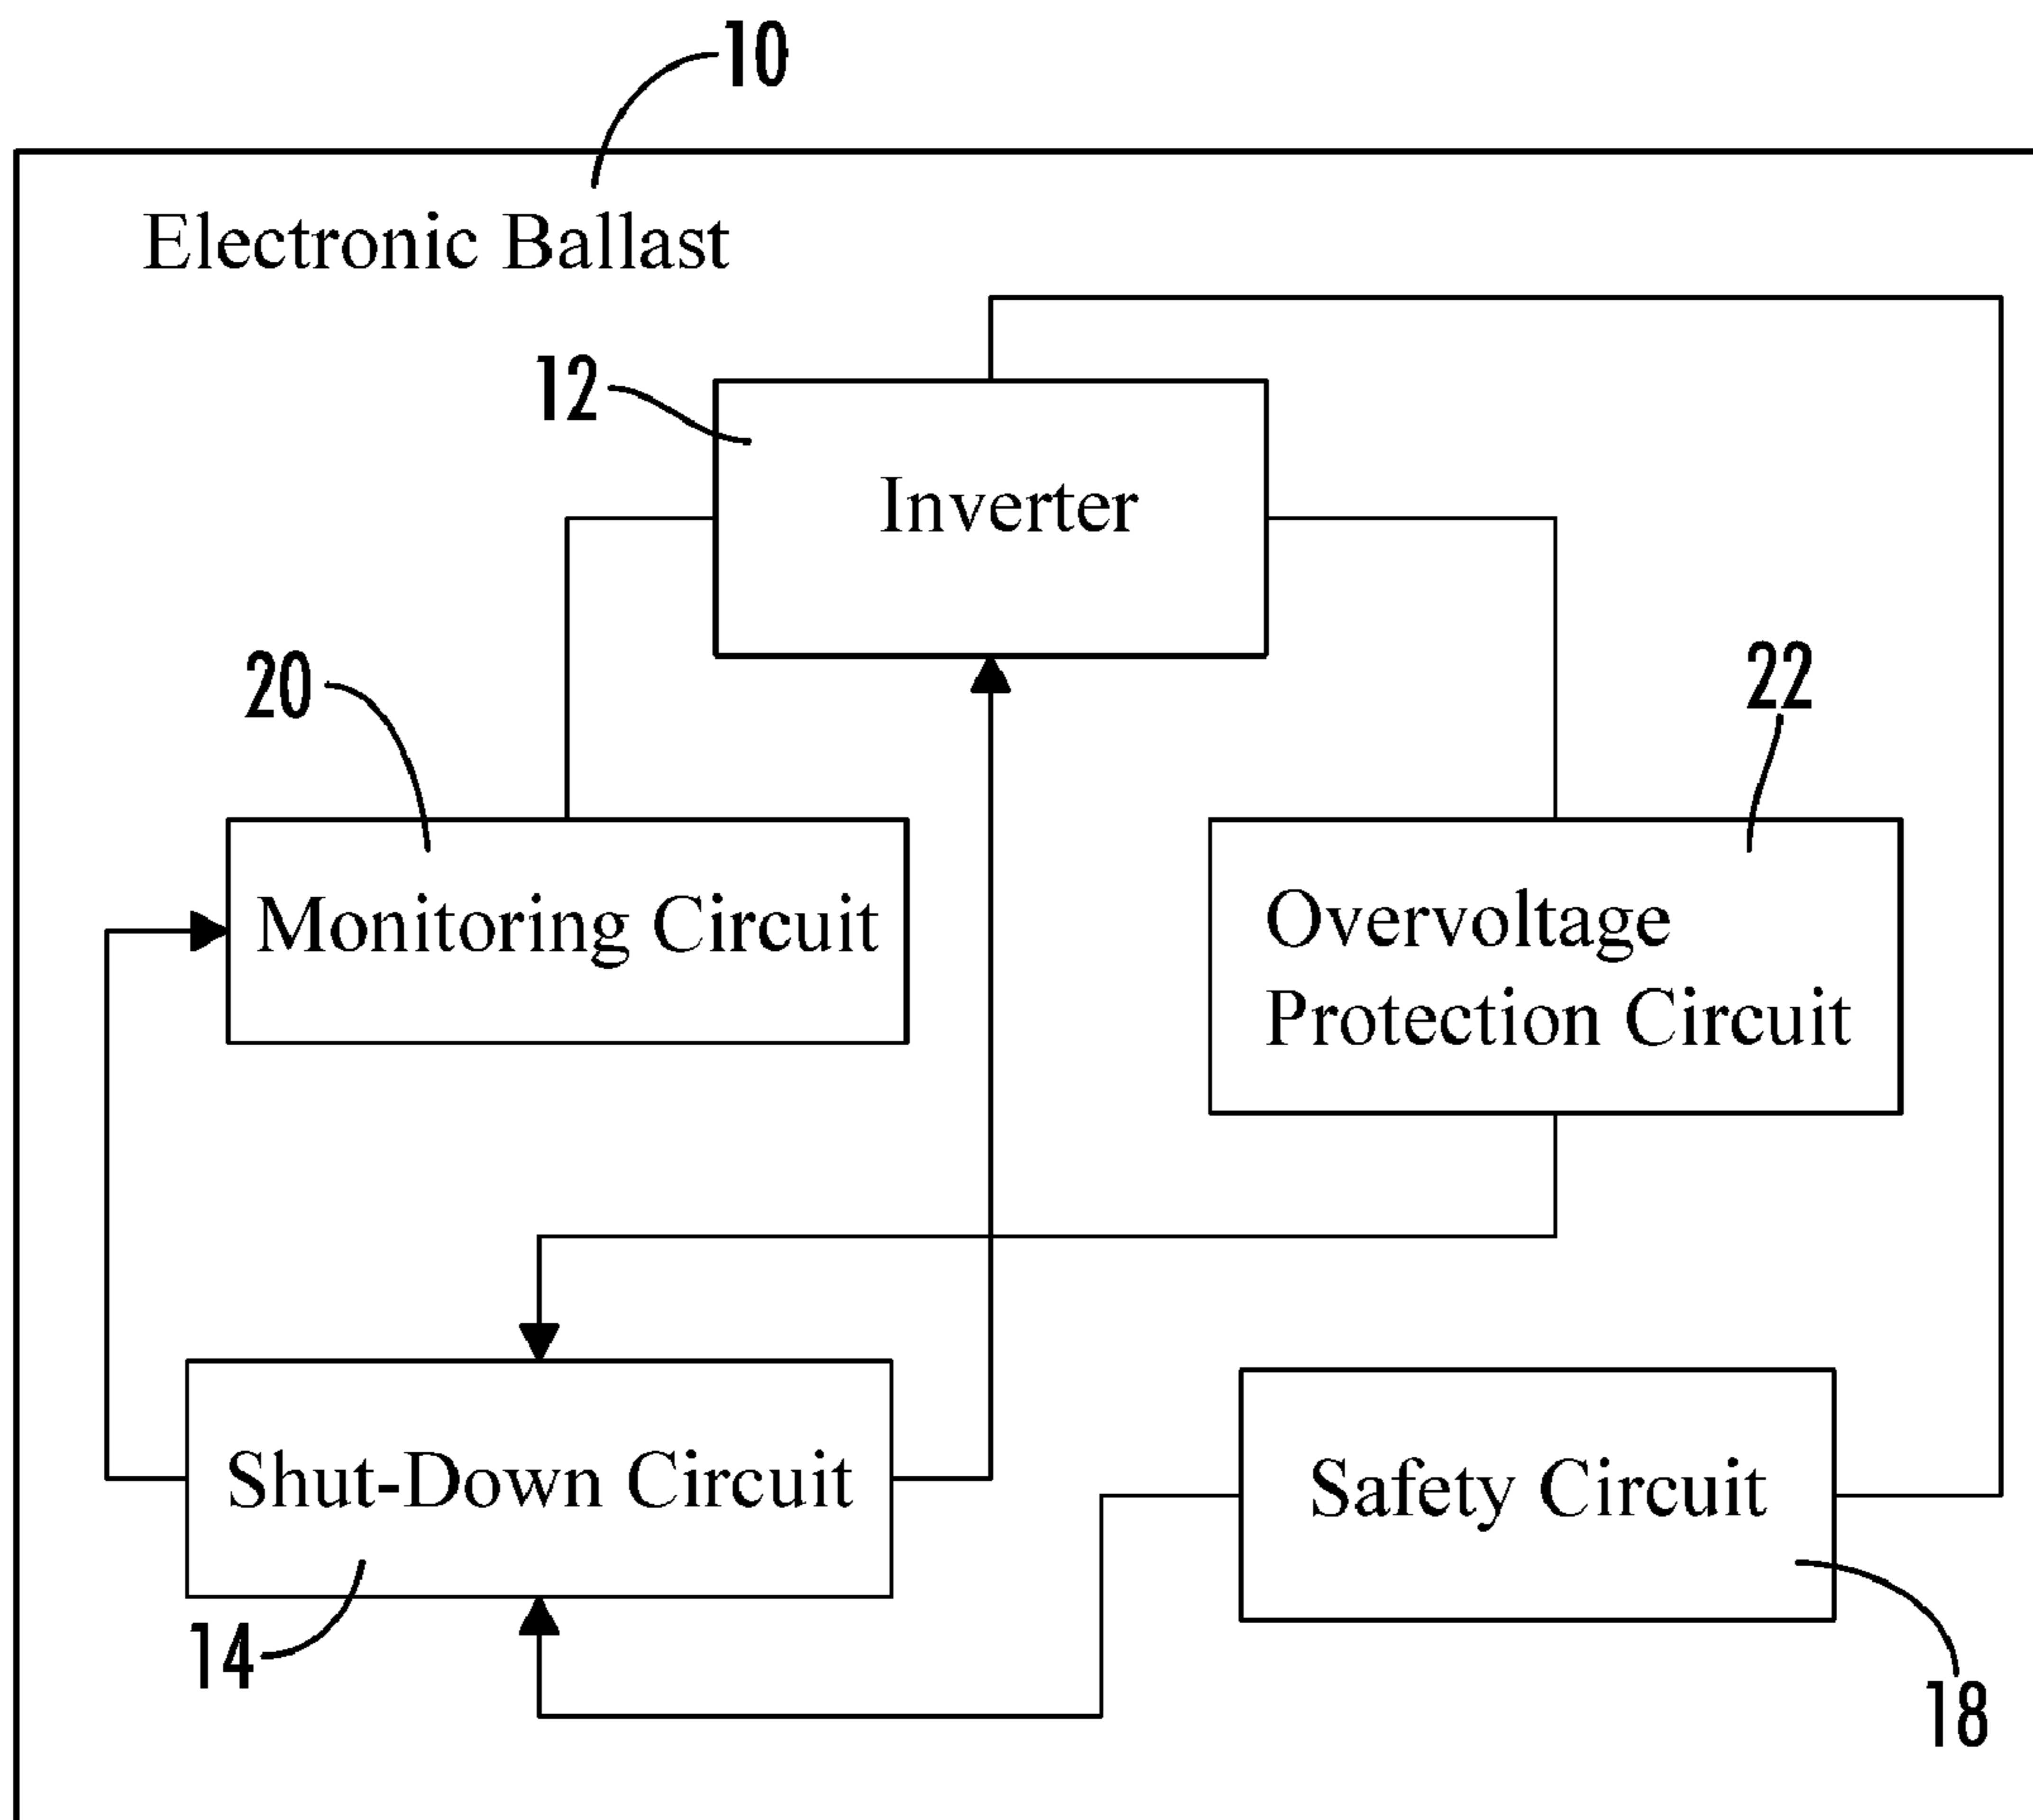 10
Electronic Ballast
12
Inverter
20
22
Monitoring Circuit
Overvoltage
Protection Circuit
Shut-Down Circuit
Safety Circuit
14
18